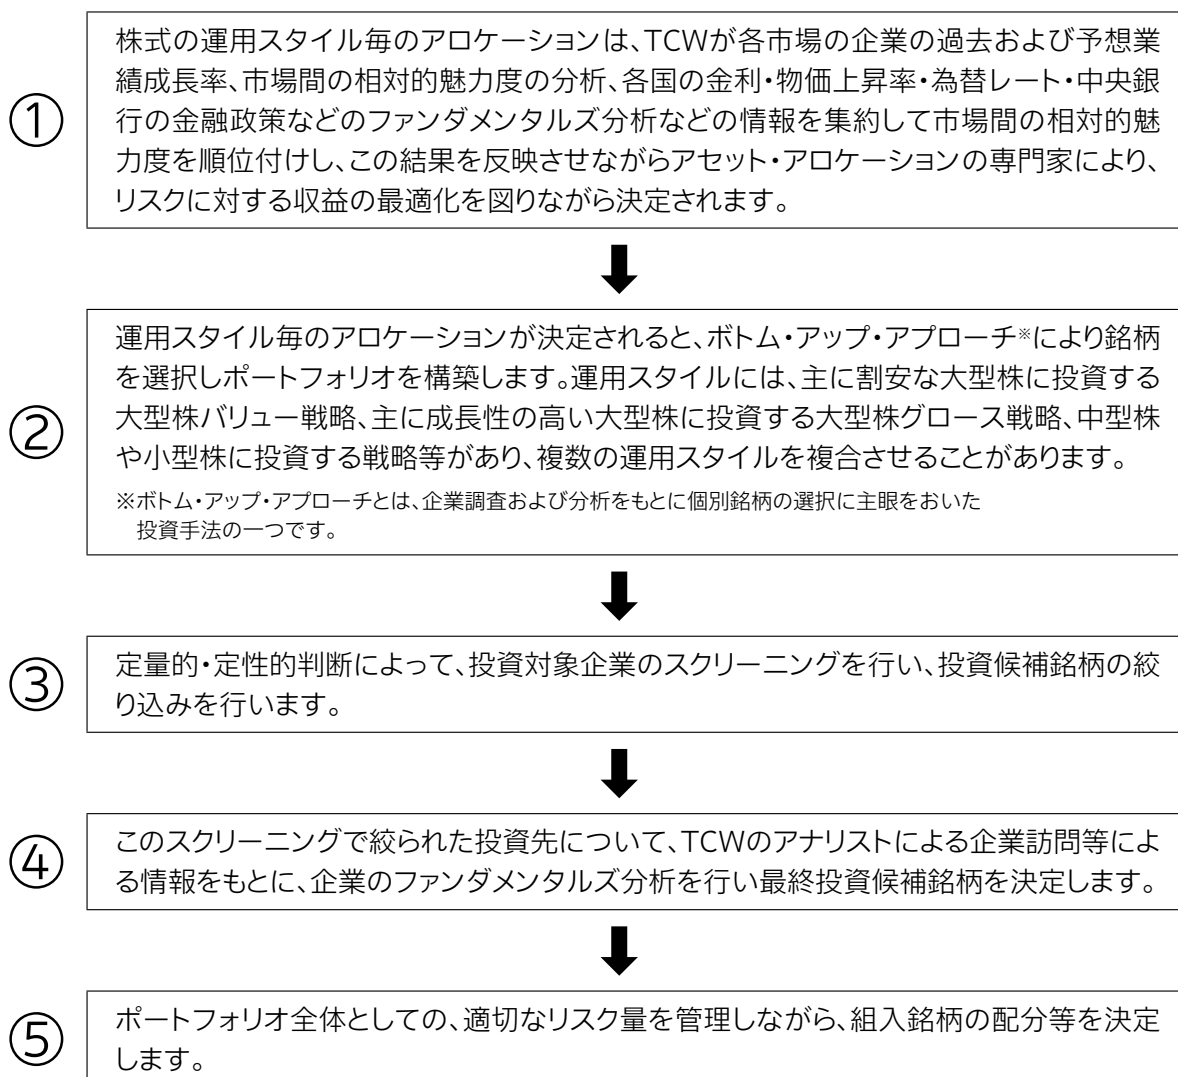 ①
株式の運用スタイル毎のアロケーションは、TCWが各市場の企業の過去および予想業
績成長率、市場間の相対的魅力度の分析、各国の金利・物価上昇率・為替レート・中央銀
行の金融政策などのファンダメンタルズ分析などの情報を集約して市場間の相対的魅
力度を順位付けし、この結果を反映させながらアセット・アロケーションの専門家により、
リスクに対する収益の最適化を図りながら決定されます。
②
運用スタイル毎のアロケーションが決定されると、ボトム・アップ・アプローチ※により銘柄
を選択しポートフォリオを構築します。運用スタイルには、主に割安な大型株に投資する
大型株バリュー戦略、主に成長性の高い大型株に投資する大型株グロース戦略、中型株
や小型株に投資する戦略等があり、複数の運用スタイルを複合させることがあります。
※ボトム・アップ・アプローチとは、企業調査および分析をもとに個別銘柄の選択に主眼をおいた
投資手法の一つです。
③
定量的・定性的判断によって、投資対象企業のスクリーニングを行い、投資候補銘柄の絞
り込みを行います。
④
このスクリーニングで絞られた投資先について、TCWのアナリストによる企業訪問等によ
る情報をもとに、企業のファンダメンタルズ分析を行い最終投資候補銘柄を決定します。
⑤
ポートフォリオ全体としての、適切なリスク量を管理しながら、組入銘柄の配分等を決定
します。